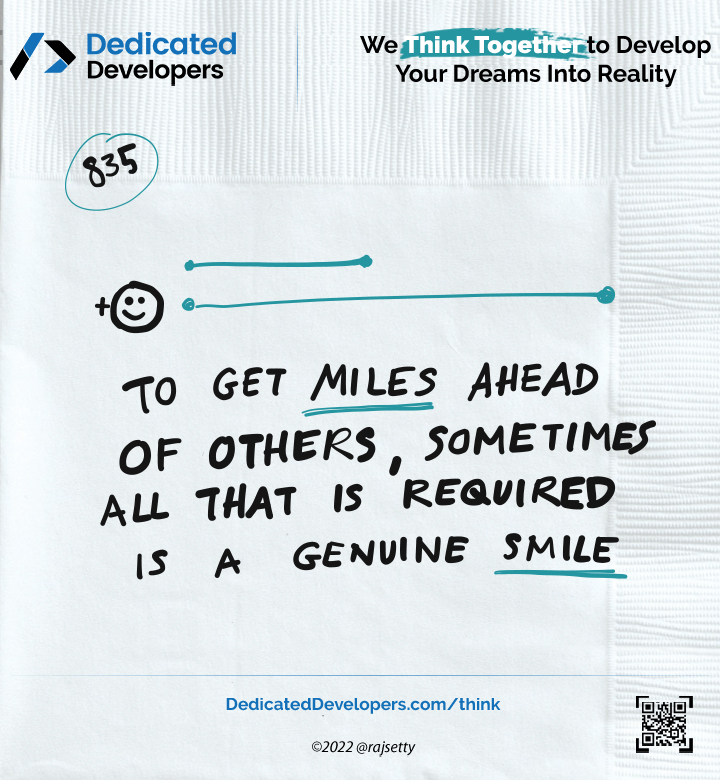 Dedicated
Developers
We Think Together to Develop
Your Dreams Into Reality
835
+
TO GET MILES AHEAD
OF OTHERS, SOMETIMES
ALL THAT IS REQUIRED
IS A GENUINE SMILE
DedicatedDevelopers.com/think
©2022 @rajsetty